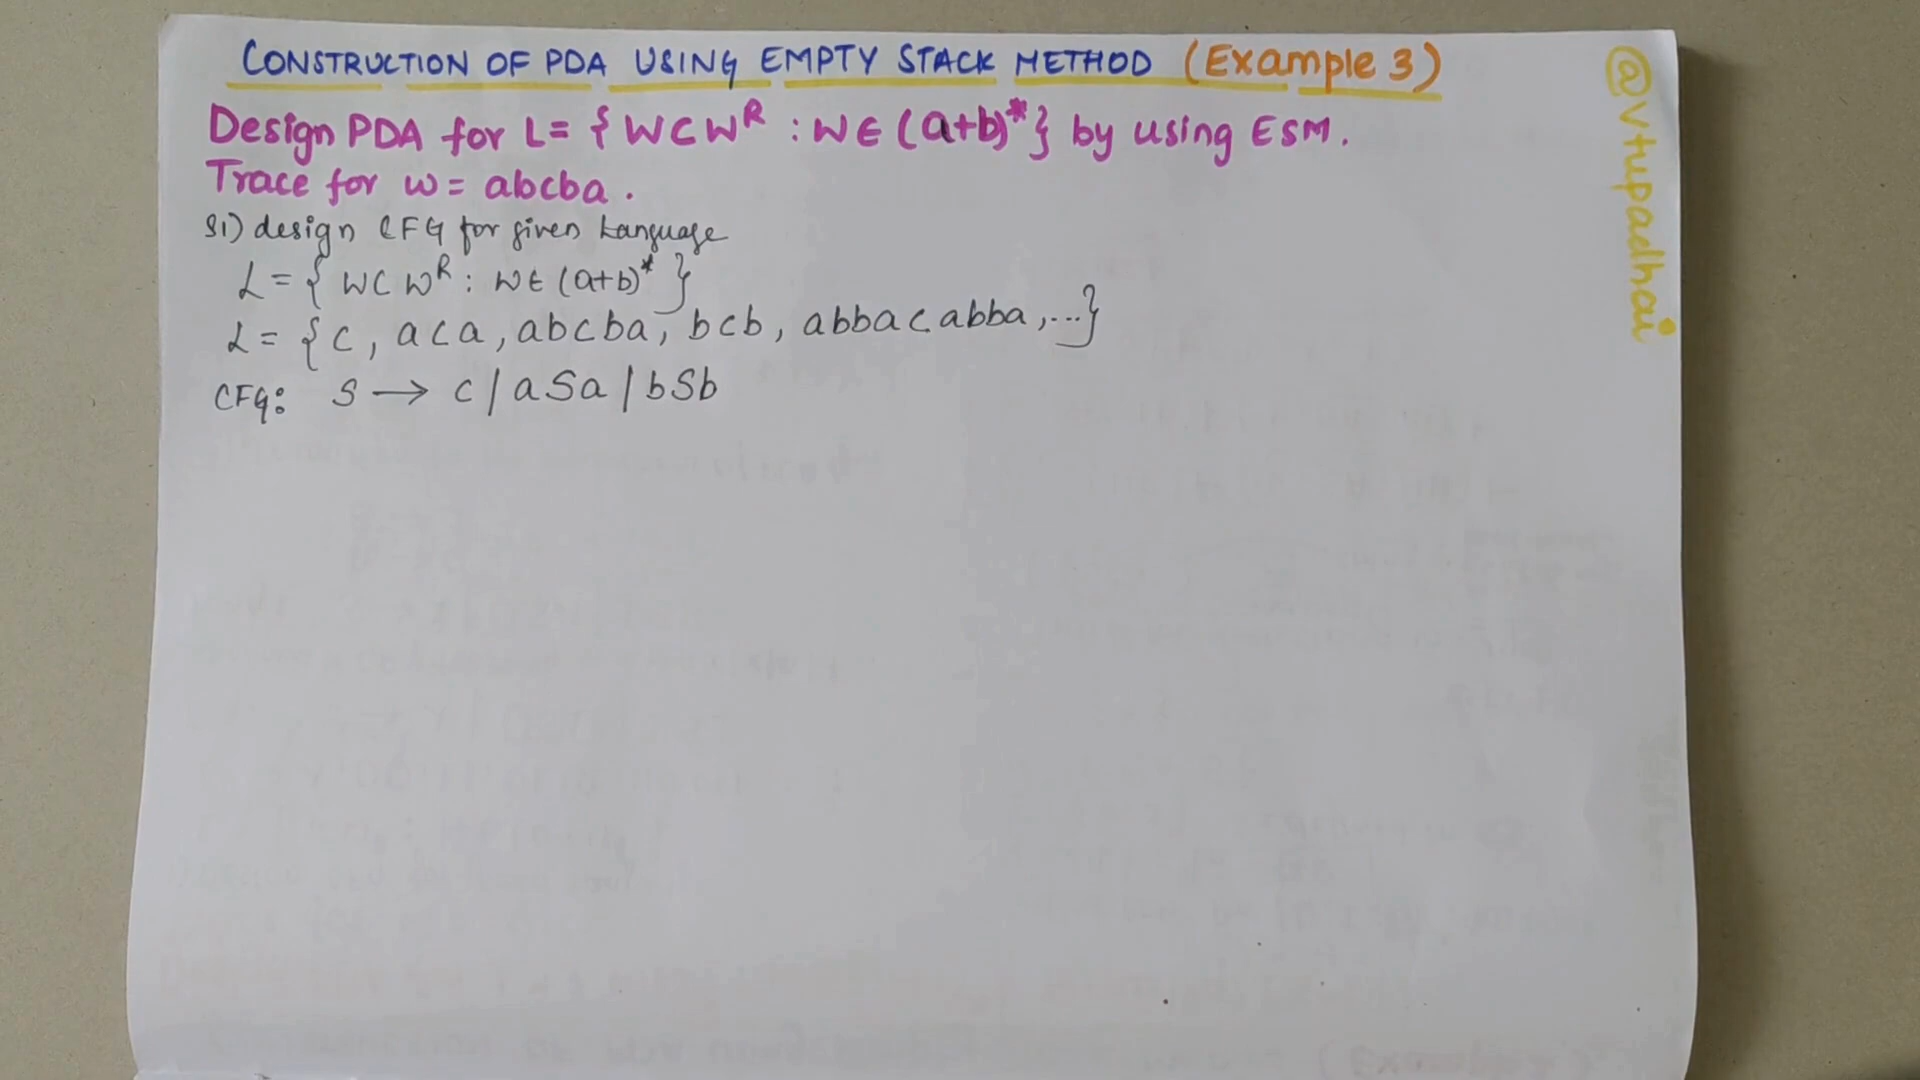 CONSTRUCTION OF PDA USING EMPTY STACK METHOD (Example 3)
Design PDA for L= { WCW^R : W∈(a+b)^* } by using ESM.
Trace for w= abcba .
S1) design CFG for given Language
L = { WCW^R : W∈(a+b)^* }
L = { c, aca, abcba, bcb, abbacabba,...}
CFG: S → c | aSa | bSb
@vtupadhai